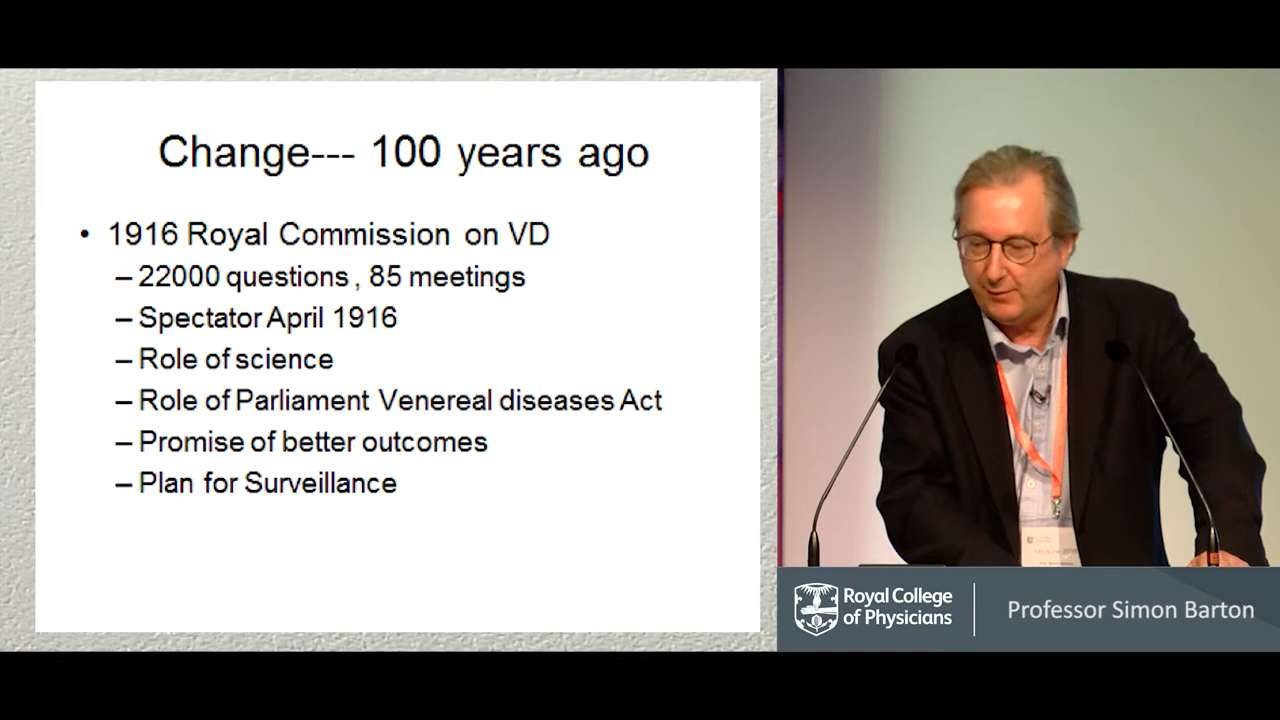 Change--- 100 years ago
• 1916 Royal Commission on VD
– 22000 questions , 85 meetings
– Spectator April 1916
– Role of science
– Role of Parliament Venereal diseases Act
– Promise of better outcomes
– Plan for Surveillance
Royal College
of Physicians
Professor Simon Barton